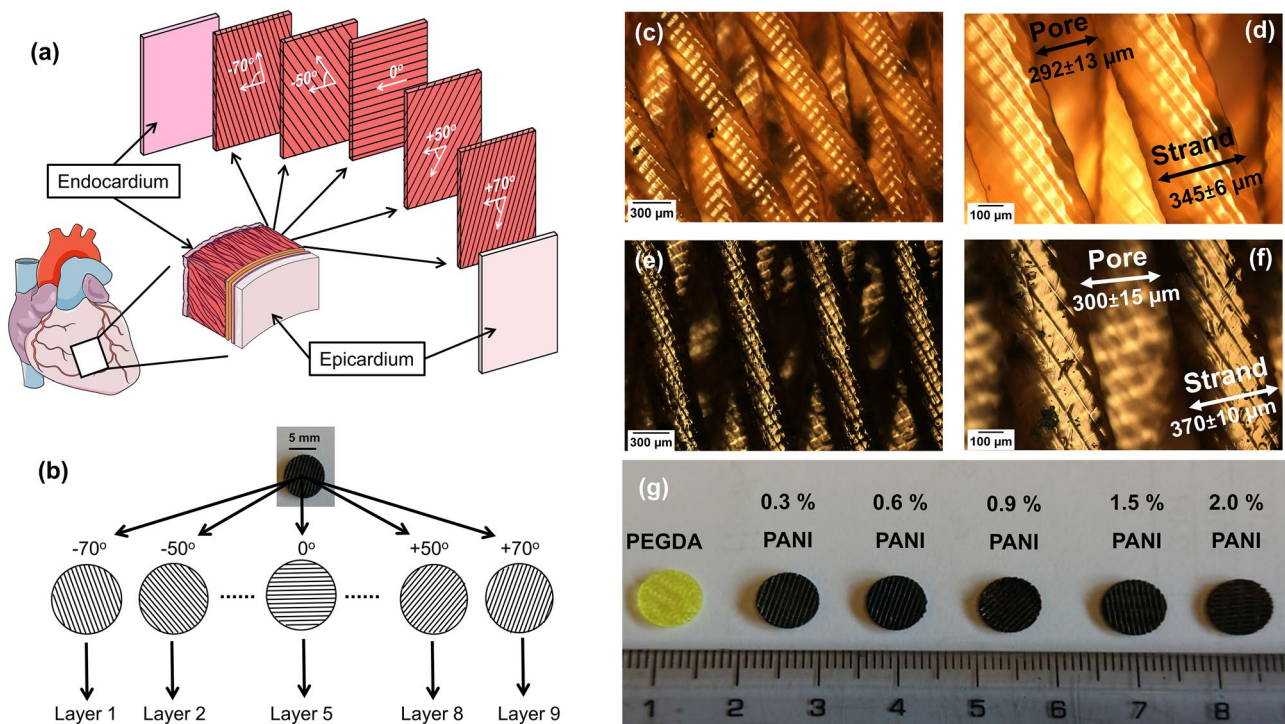 (a)
-70°
-50°
0°
+50°
+70°
Endocardium
Epicardium
(b)
5 mm
-70°
-50°
0°
+50°
+70°
Layer 1
Layer 2
Layer 5
Layer 8
Layer 9
(c)
300 µm
(d)
Pore
292±13 µm
Strand
345±6 µm
100 µm
(e)
300 µm
(f)
Pore
300±15 µm
Strand
370±10 µm
100 µm
(g)
0.3 % 0.6 % 0.9 % 1.5 % 2.0 %
PEGDA PANI PANI PANI PANI PANI
1 2 3 4 5 6 7 8